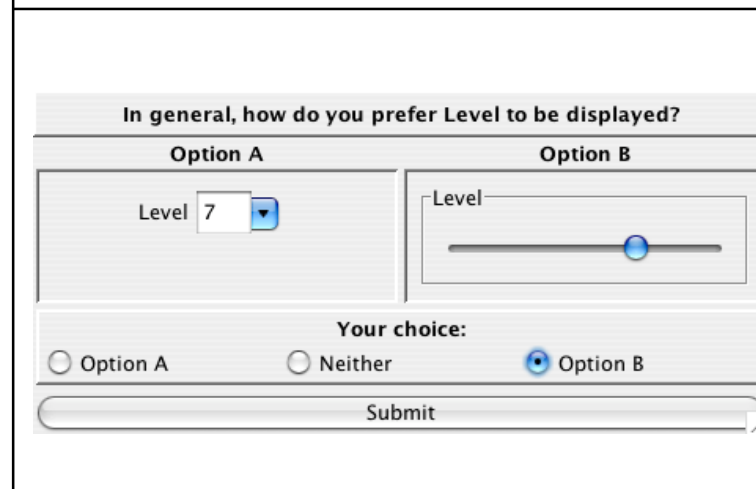 In general, how do you prefer Level to be displayed?
Option A Option B
Level 7 Level
Your choice:
Option A Neither Option B
Submit